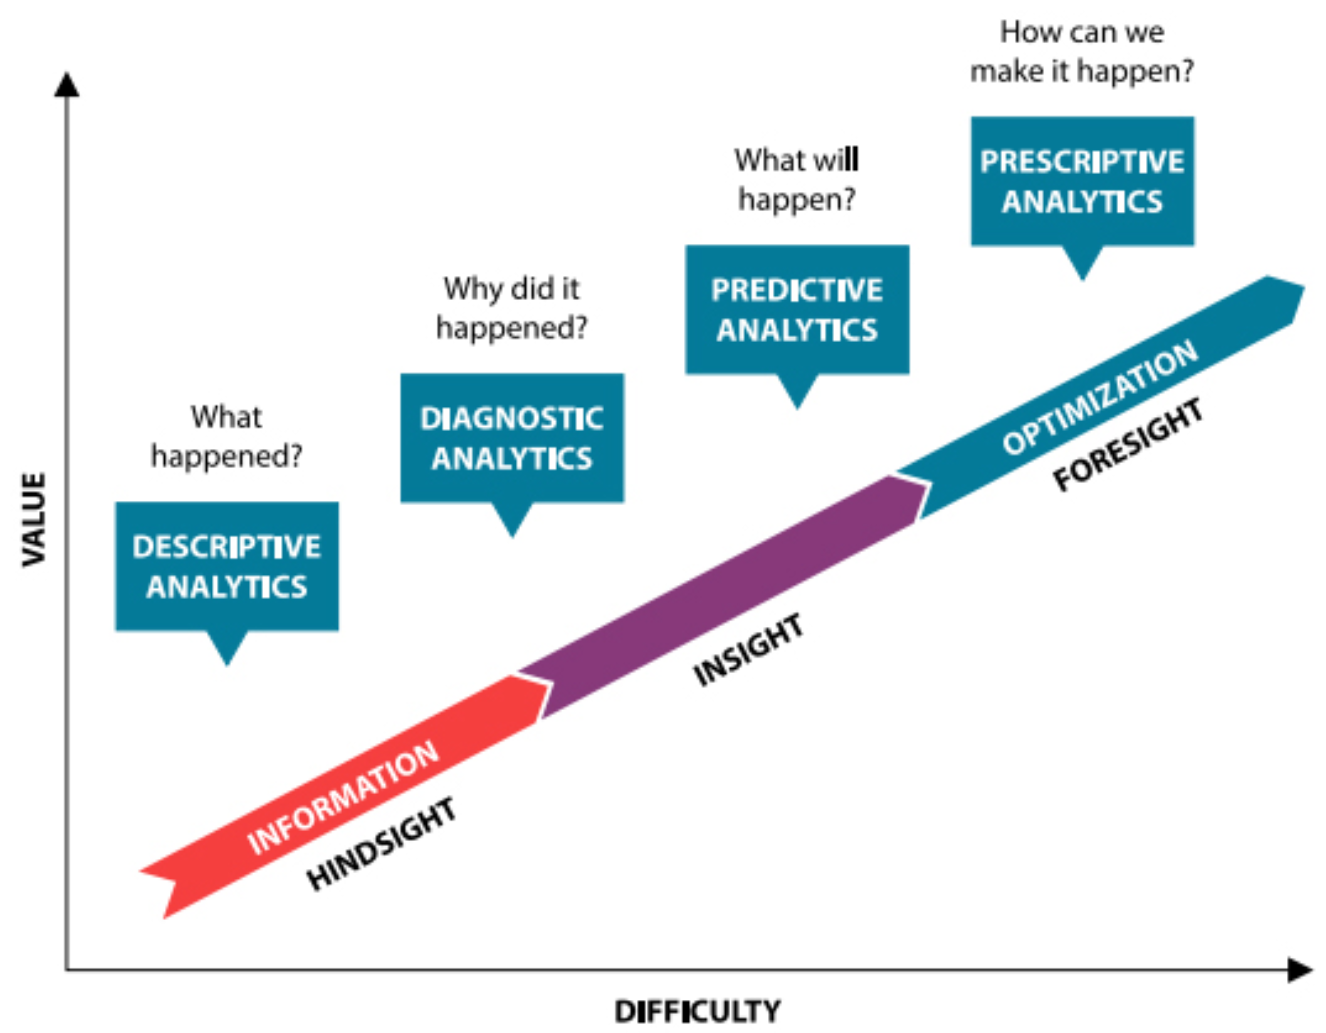 How can we
make it happen?
PRESCRIPTIVE
ANALYTICS
What will
happen?
PREDICTIVE
ANALYTICS
Why did it
happened?
DIAGNOSTIC
ANALYTICS
What
happened?
DESCRIPTIVE
ANALYTICS
VALUE
OPTIMIZATION
FORESIGHT
INSIGHT
INFORMATION
HINDSIGHT
DIFFICULTY